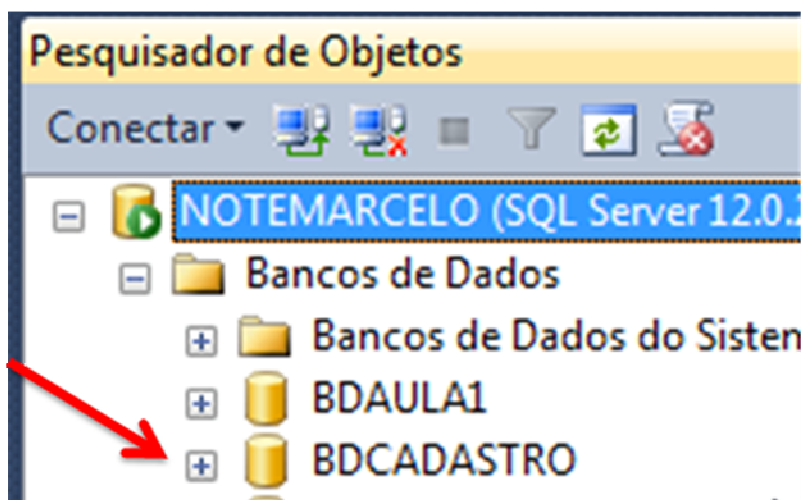 Pesquisador de Objetos
Conectar
NOTEMARCELO (SQL Server 12.0.
Bancos de Dados
Bancos de Dados do Sisten
BDAULA1
BDCADASTRO